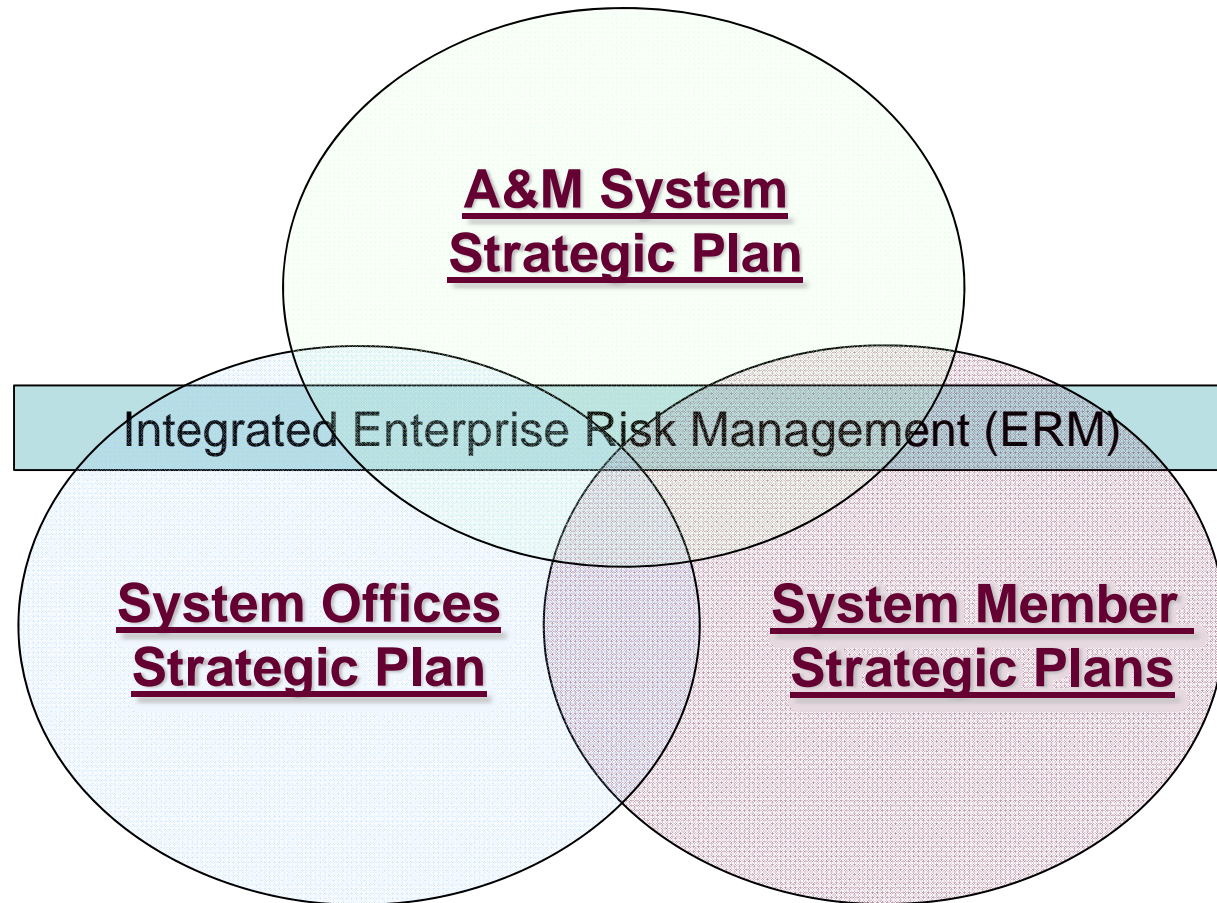 A&M System
Strategic Plan
Integrated Enterprise Risk Management (ERM)
System Offices
Strategic Plan
System Member
Strategic Plans